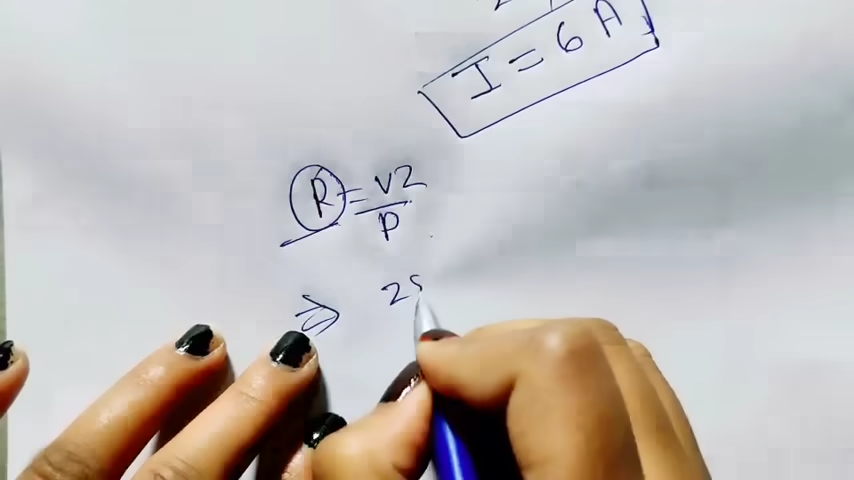 I = 6 A
R = V2
P
⇒ 25